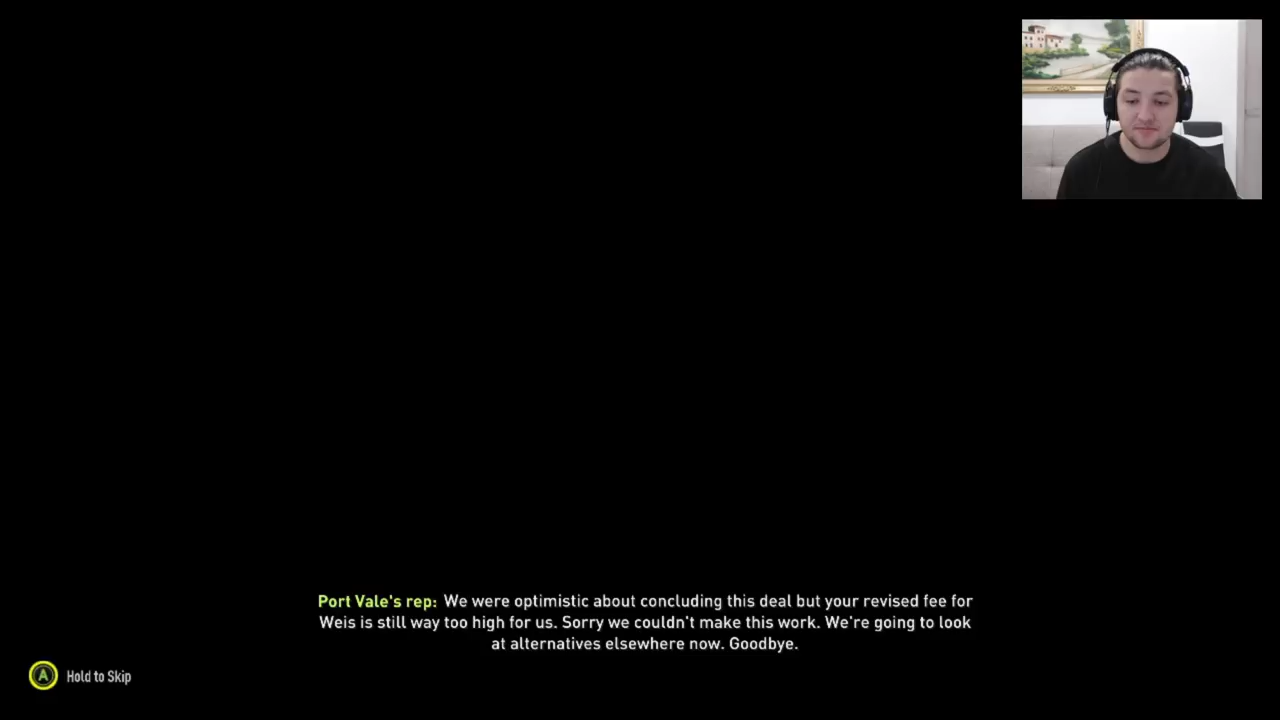 Port Vale's rep: We were optimistic about concluding this deal but your revised fee for
Weis is still way too high for us. Sorry we couldn't make this work. We're going to look
at alternatives elsewhere now. Goodbye.
A Hold to Skip